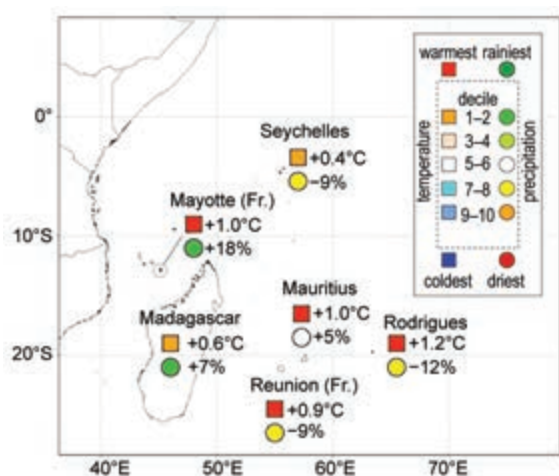 warmest rainiest
decile
1–2
3–4
5–6
7–8
9–10
temperature
precipitation
coldest driest
0°
10°S
20°S
Seychelles
+0.4°C
−9%
Mayotte (Fr.)
+1.0°C
+18%
Mauritius
+1.0°C
+5%
Madagascar
+0.6°C
+7%
Rodrigues
+1.2°C
−12%
Reunion (Fr.)
+0.9°C
−9%
40°E 50°E 60°E 70°E